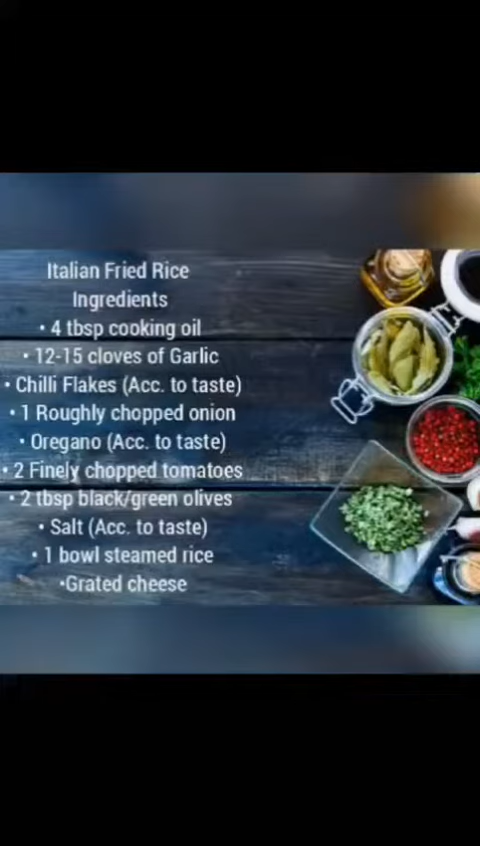 Italian Fried Rice
Ingredients
• 4 tbsp cooking oil
• 12-15 cloves of Garlic
• Chilli Flakes (Acc. to taste)
• 1 Roughly chopped onion
• Oregano (Acc. to taste)
• 2 Finely chopped tomatoes
• 2 tbsp black/green olives
• Salt (Acc. to taste)
• 1 bowl steamed rice
•Grated cheese